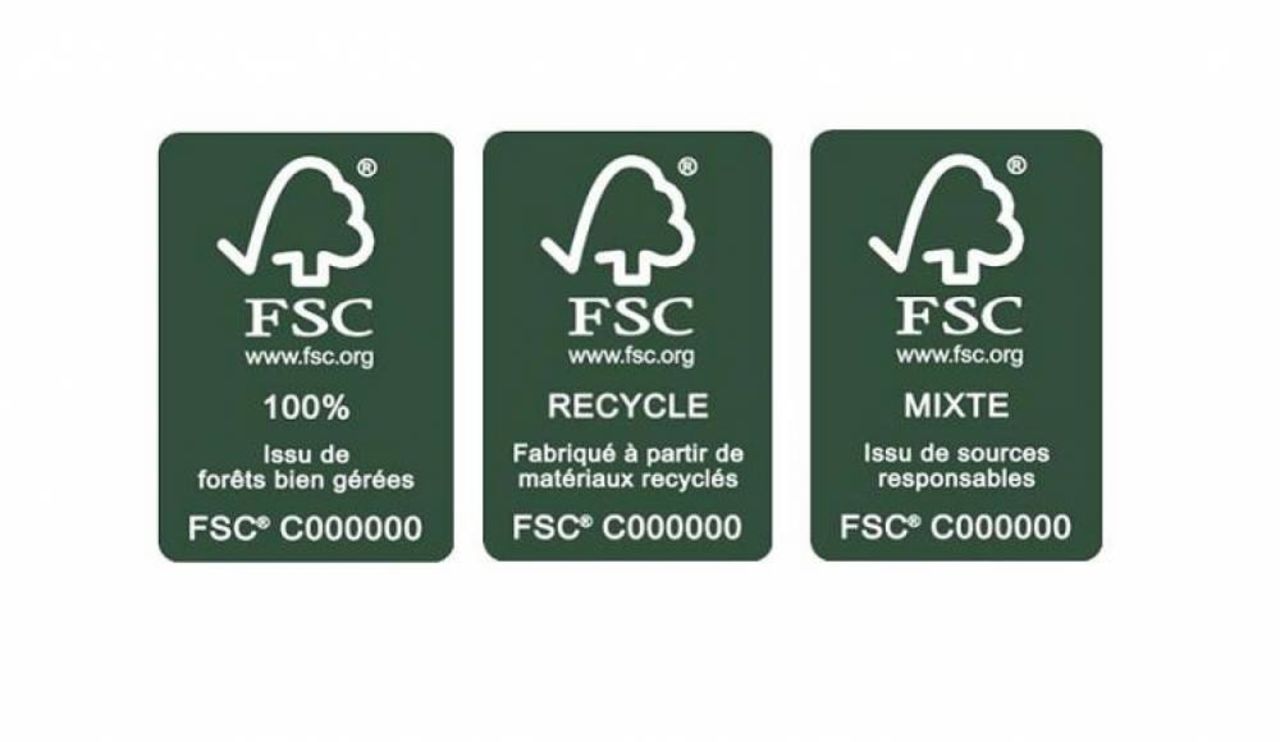 ®
FSC
www.fsc.org
100%
Issu de
forêts bien gérées
FSC® C000000
®
FSC
www.fsc.org
RECYCLE
Fabriqué à partir de
matériaux recyclés
FSC® C000000
®
FSC
www.fsc.org
MIXTE
Issu de sources
responsables
FSC® C000000